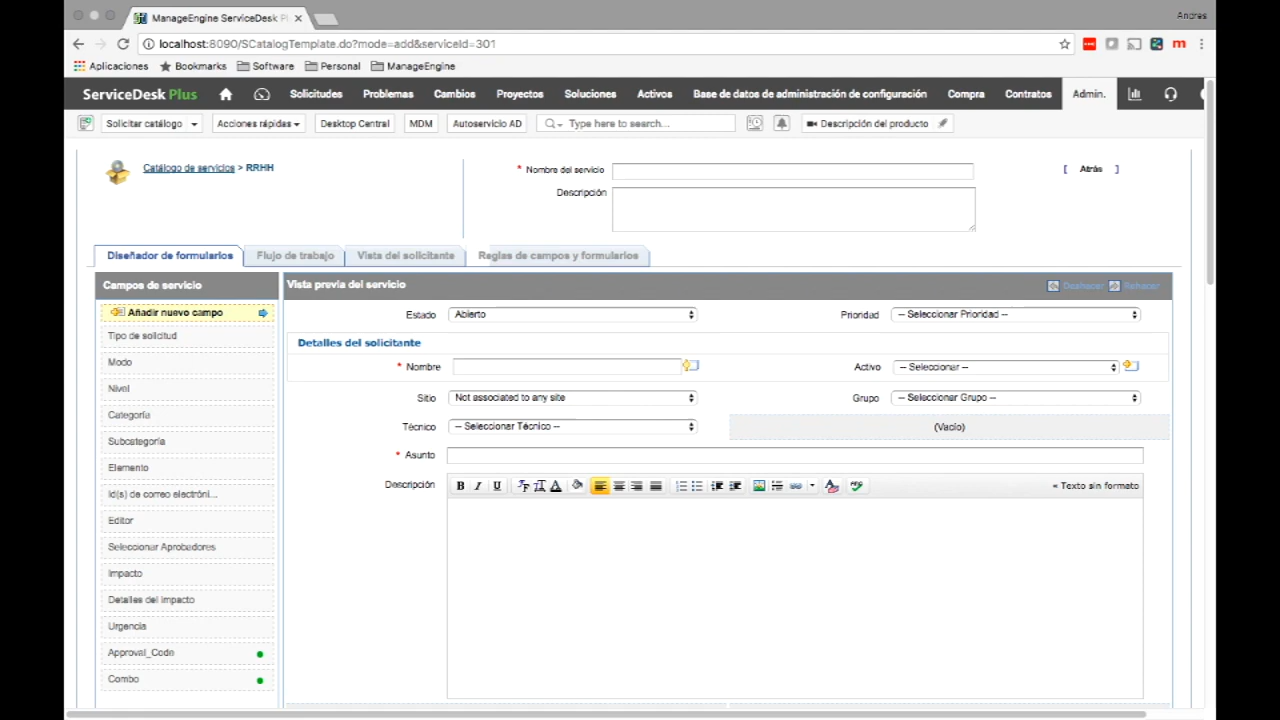 ManageEngine ServiceDesk Pl
Andres
localhost:8090/SCatalogTemplate.do?mode=add&serviceId=301
Aplicaciones Bookmarks Software Personal ManageEngine
ServiceDesk Plus Solicitudes Problemas Cambios Proyectos Soluciones Activos Base de datos de administración de configuración Compra Contratos Admin.
Solicitar catálogo Acciones rápidas Desktop Central MDM Autoservicio AD Type here to search... Descripción del producto
Catálogo de servicios > RRHH
* Nombre del servicio
[ Atrás ]
Descripción
Diseñador de formularios Flujo de trabajo Vista del solicitante Reglas de campos y formularios
Campos de servicio
Vista previa del servicio
Deshacer Rehacer
Añadir nuevo campo
Tipo de solicitud
Modo
Nivel
Categoría
Subcategoría
Elemento
Id(s) de correo electróni...
Editor
Seleccionar Aprobadores
Impacto
Detalles del impacto
Urgencia
Approval_Code
Combo
Estado Abierto Prioridad -- Seleccionar Prioridad --
Detalles del solicitante
* Nombre Activo -- Seleccionar --
Sitio Not associated to any site Grupo -- Seleccionar Grupo --
Técnico -- Seleccionar Técnico -- (Vacío)
* Asunto
Descripción B I U « Texto sin formato